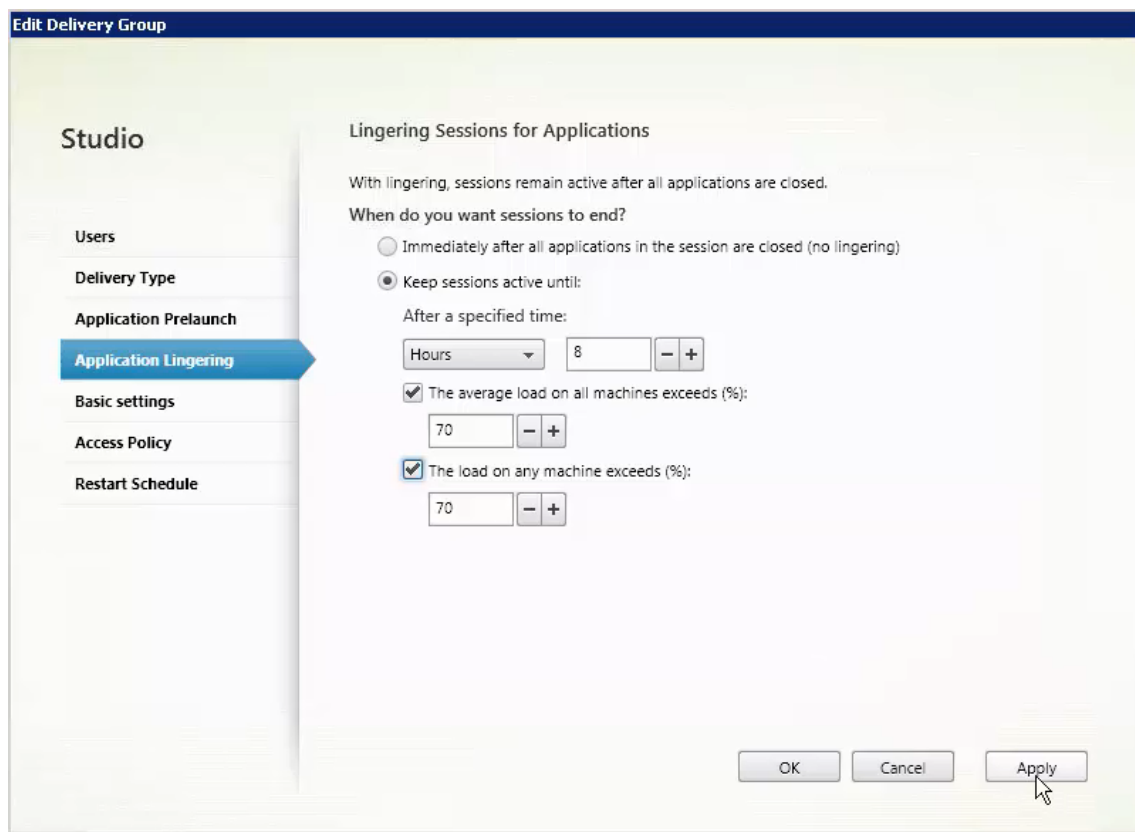 Edit Delivery Group
Studio
Users
Delivery Type
Application Prelaunch
Application Lingering
Basic settings
Access Policy
Restart Schedule
Lingering Sessions for Applications
With lingering, sessions remain active after all applications are closed.
When do you want sessions to end?
Immediately after all applications in the session are closed (no lingering)
Keep sessions active until:
After a specified time:
Hours 8 − +
The average load on all machines exceeds (%):
70 − +
The load on any machine exceeds (%):
70 − +
OK Cancel Apply